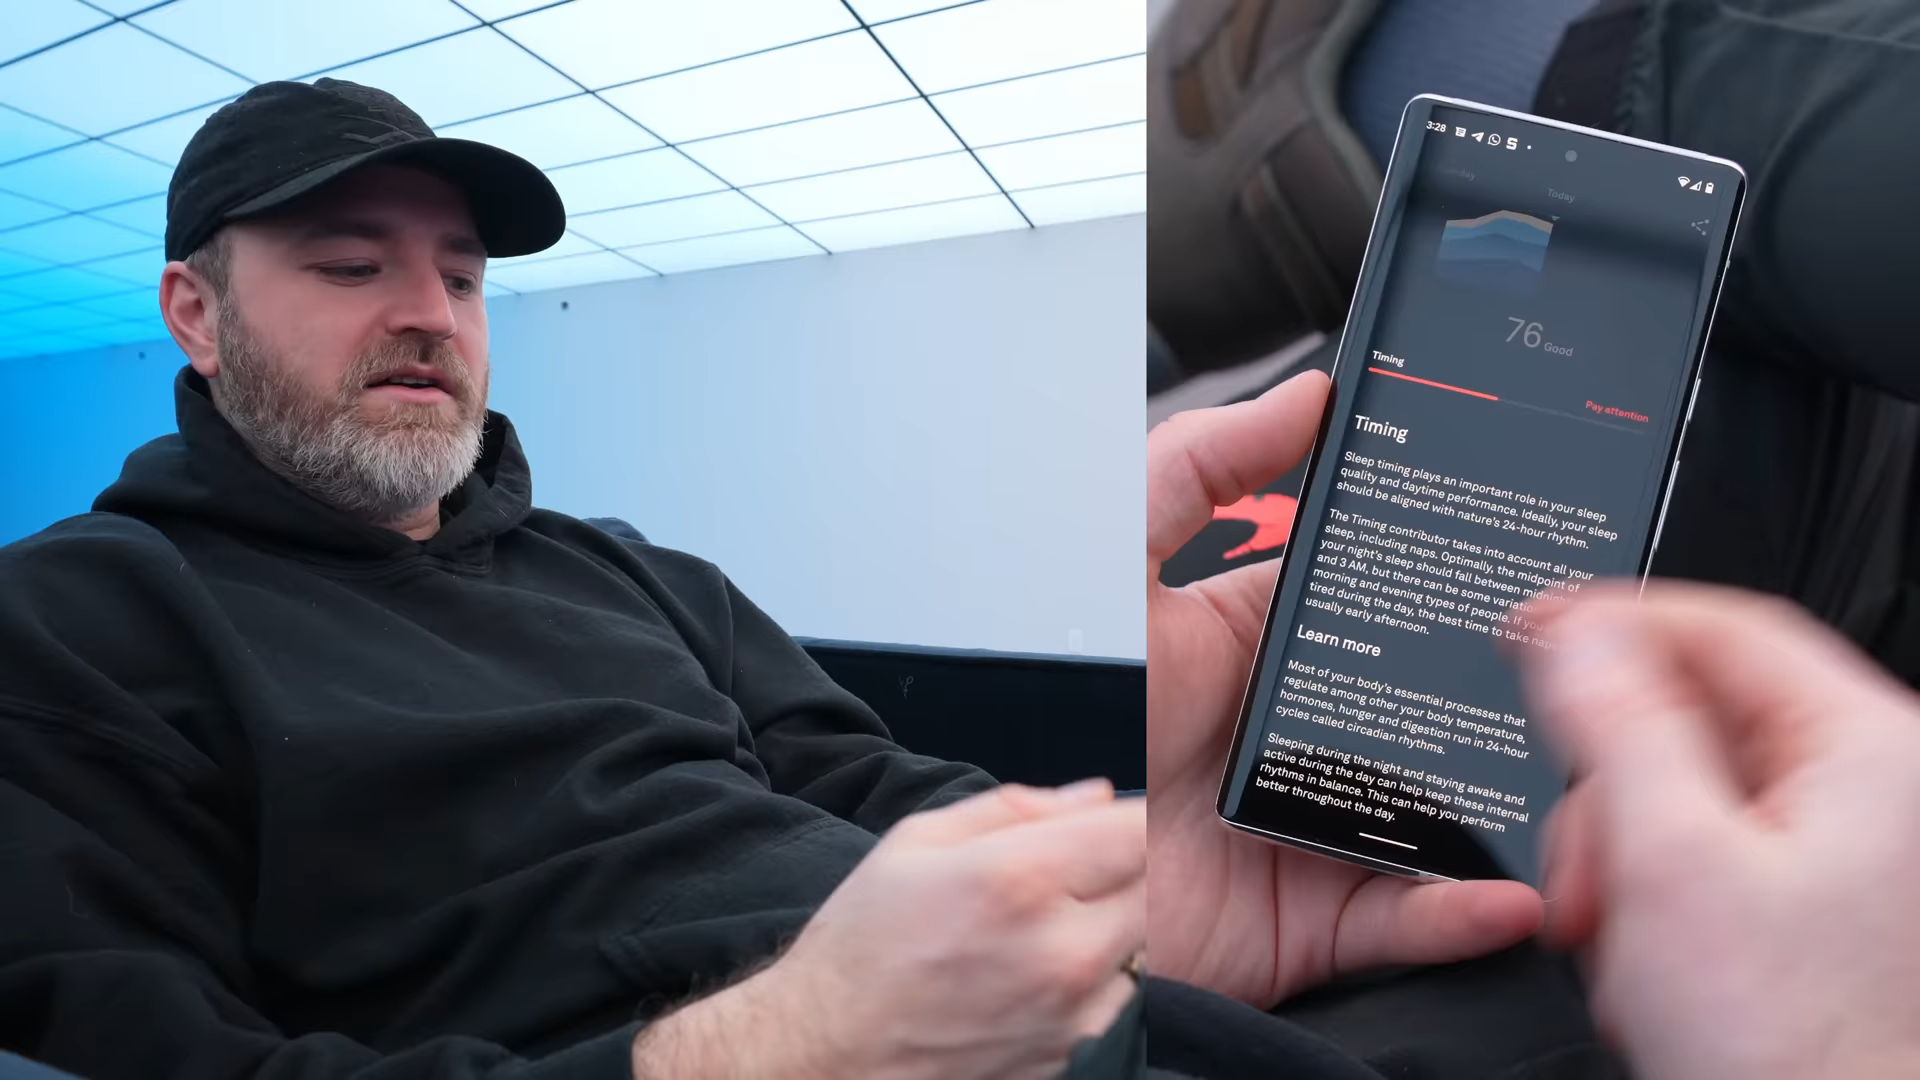 3:28
Today
76 Good
Timing
Pay attention
Timing
Sleep timing plays an important role in your sleep
quality and daytime performance. Ideally, your sleep
should be aligned with nature's 24-hour rhythm.
The Timing contributor takes into account all your
sleep, including naps. Optimally, the midpoint of
your night's sleep should fall between midnight
and 3 AM, but there can be some variation
morning and evening types of people. If you
tired during the day, the best time to take naps
usually early afternoon.
Learn more
Most of your body's essential processes that
regulate among other your body temperature,
hormones, hunger and digestion run in 24-hour
cycles called circadian rhythms.
Sleeping during the night and staying awake and
active during the day can help keep these internal
rhythms in balance. This can help you perform
better throughout the day.